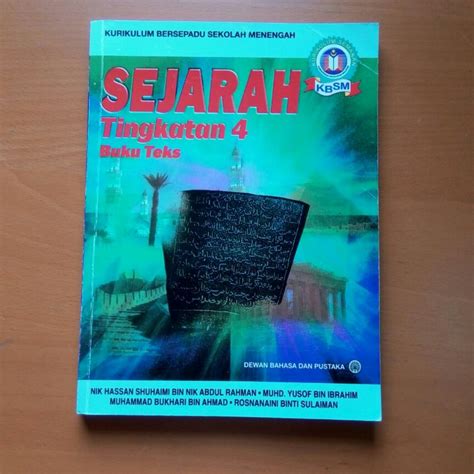 KURIKULUM BERSEPADU SEKOLAH MENENGAH
KBSM
SEJARAH
Tingkatan 4
Buku Teks
DEWAN BAHASA DAN PUSTAKA
NIK HASSAN SHUHAIMI BIN NIK ABDUL RAHMAN • MUHD. YUSOF BIN IBRAHIM
MUHAMMAD BUKHARI BIN AHMAD • ROSNANAINI BINTI SULAIMAN